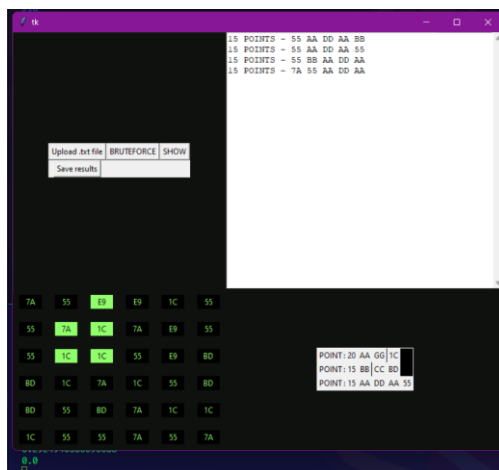 tk
15 POINTS - 55 AA DD AA BB
15 POINTS - 55 AA DD AA 55
15 POINTS - 55 BB AA DD AA
15 POINTS - 7A 55 AA DD AA
Upload .txt file BRUTEFORCE SHOW
Save results
7A 55 E9 E9 1C 55
55 7A 1C 7A E9 55
55 1C 1C 55 E9 BD
BD 1C 7A 1C BD BD
BD 55 BD 7A 1C 1C
1C 55 55 7A 55 7A
POINT: 20 AA GG 1C
POINT: 15 BB CC BD
POINT: 15 AA DD AA 55
0.0